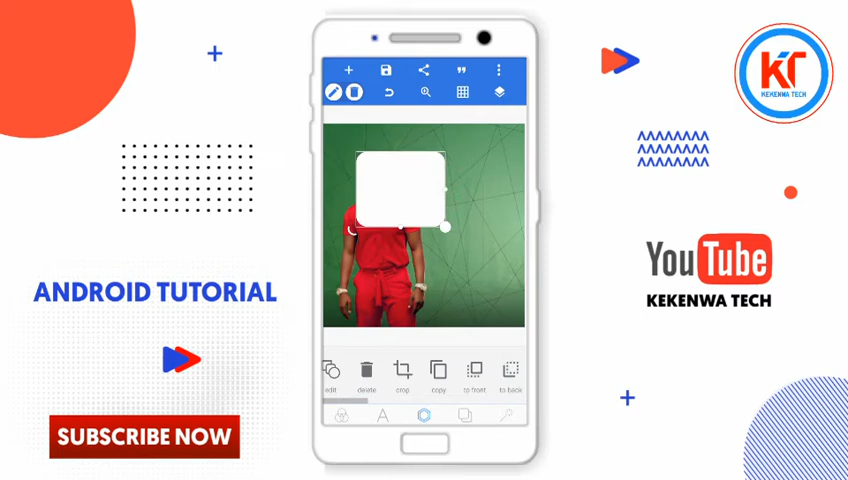 KT
KEKENWA TECH
ANDROID TUTORIAL
SUBSCRIBE NOW
YouTube
KEKENWA TECH
edit
delete
crop
copy
to front
to back